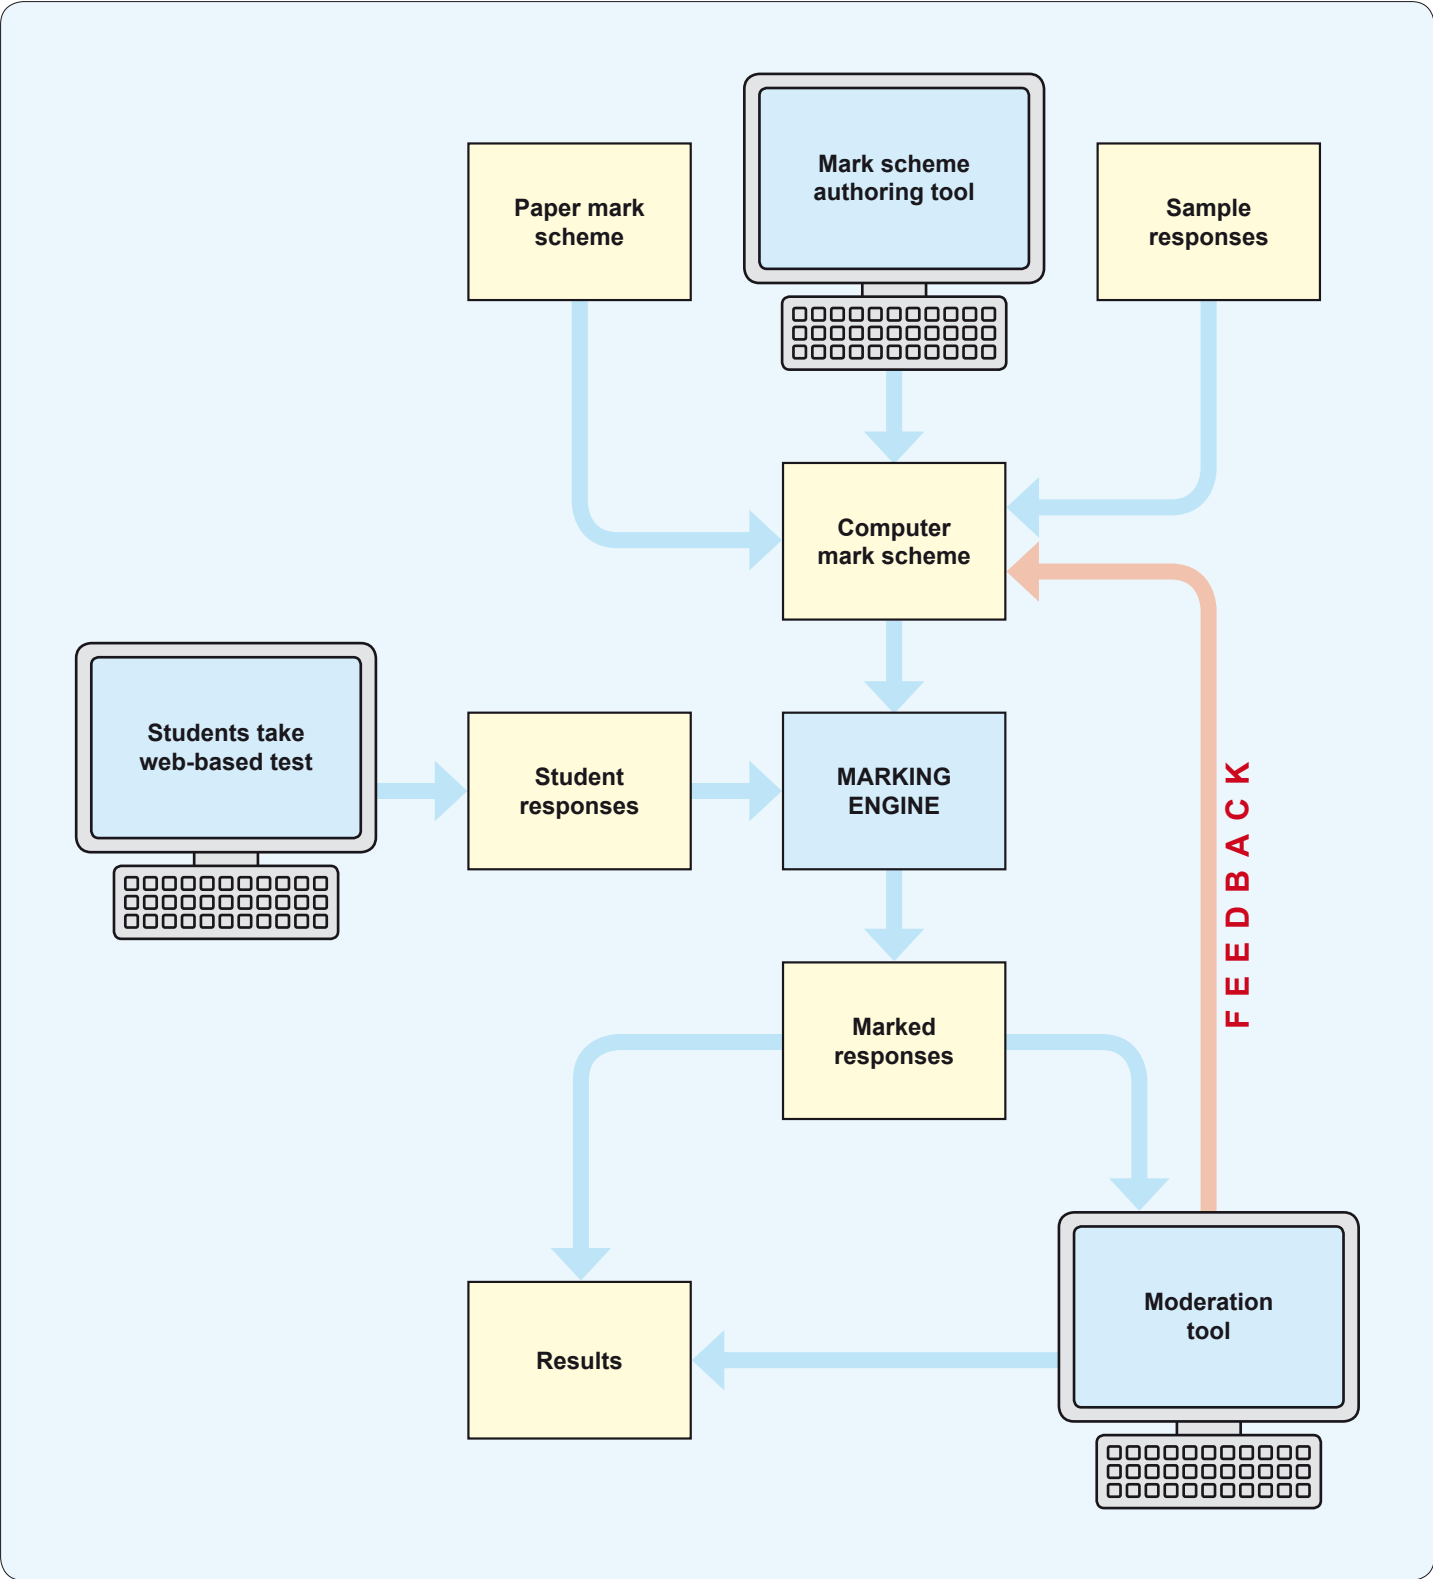 Mark scheme
authoring tool
Paper mark
scheme
Sample
responses
Computer
mark scheme
Students take
web-based test
Student
responses
MARKING
ENGINE
FEEDBACK
Marked
responses
Moderation
tool
Results